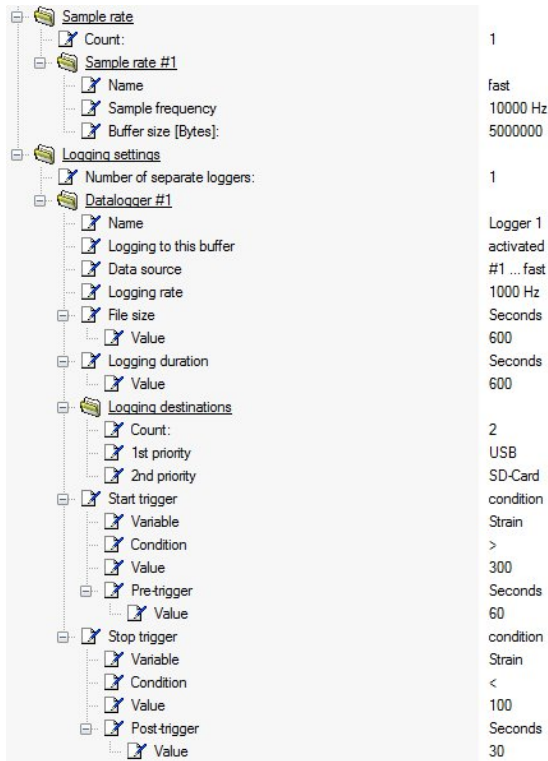 Sample rate
Count: 1
Sample rate #1
Name fast
Sample frequency 10000 Hz
Buffer size [Bytes]: 5000000
Logging settings
Number of separate loggers: 1
Datalogger #1
Name Logger 1
Logging to this buffer activated
Data source #1 ... fast
Logging rate 1000 Hz
File size Seconds
Value 600
Logging duration Seconds
Value 600
Logging destinations
Count: 2
1st priority USB
2nd priority SD-Card
Start trigger condition
Variable Strain
Condition >
Value 300
Pre-trigger Seconds
Value 60
Stop trigger condition
Variable Strain
Condition <
Value 100
Post-trigger Seconds
Value 30